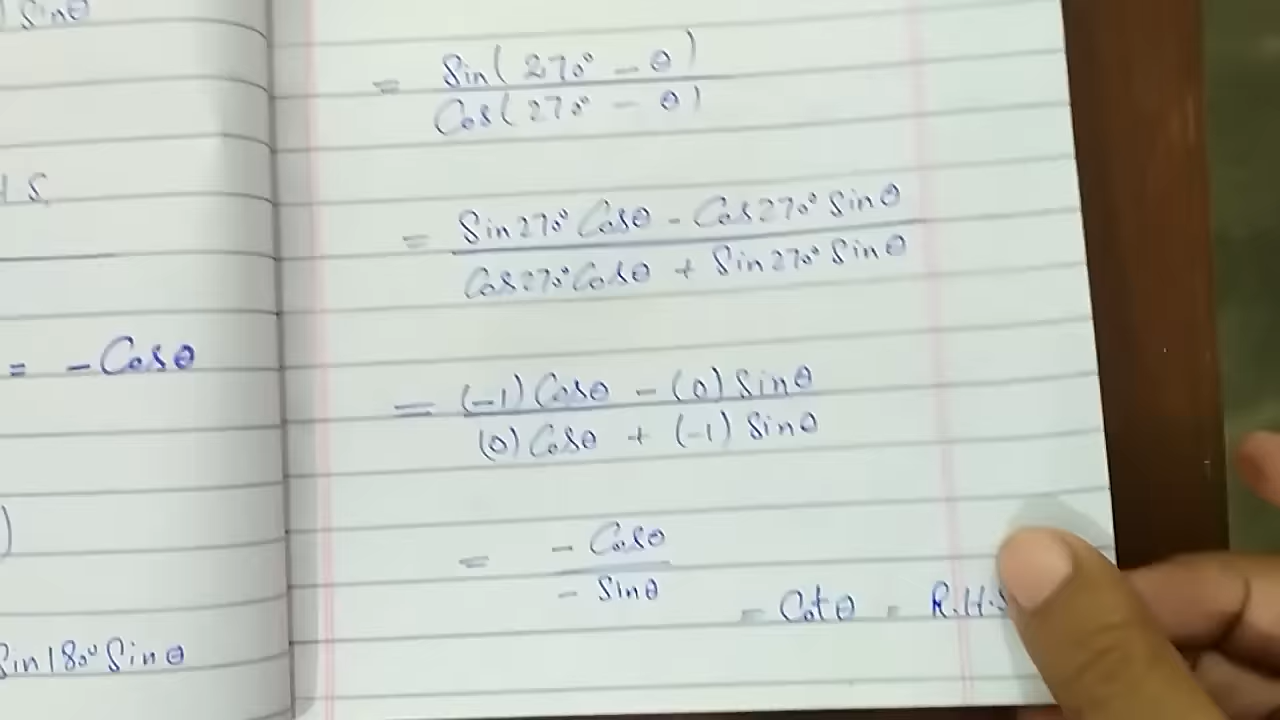 Sinθ
H.S.
= -Cosθ
)
Sin180° Sinθ
= Sin(270° - θ)
Cos(270° - θ)
= Sin270° Cosθ - Cos270° Sinθ
Cos270° Cosθ + Sin270° Sinθ
= (-1) Cosθ - (0) Sinθ
(0) Cosθ + (-1) Sinθ
= - Cosθ
- Sinθ
= Cotθ = R.H.S